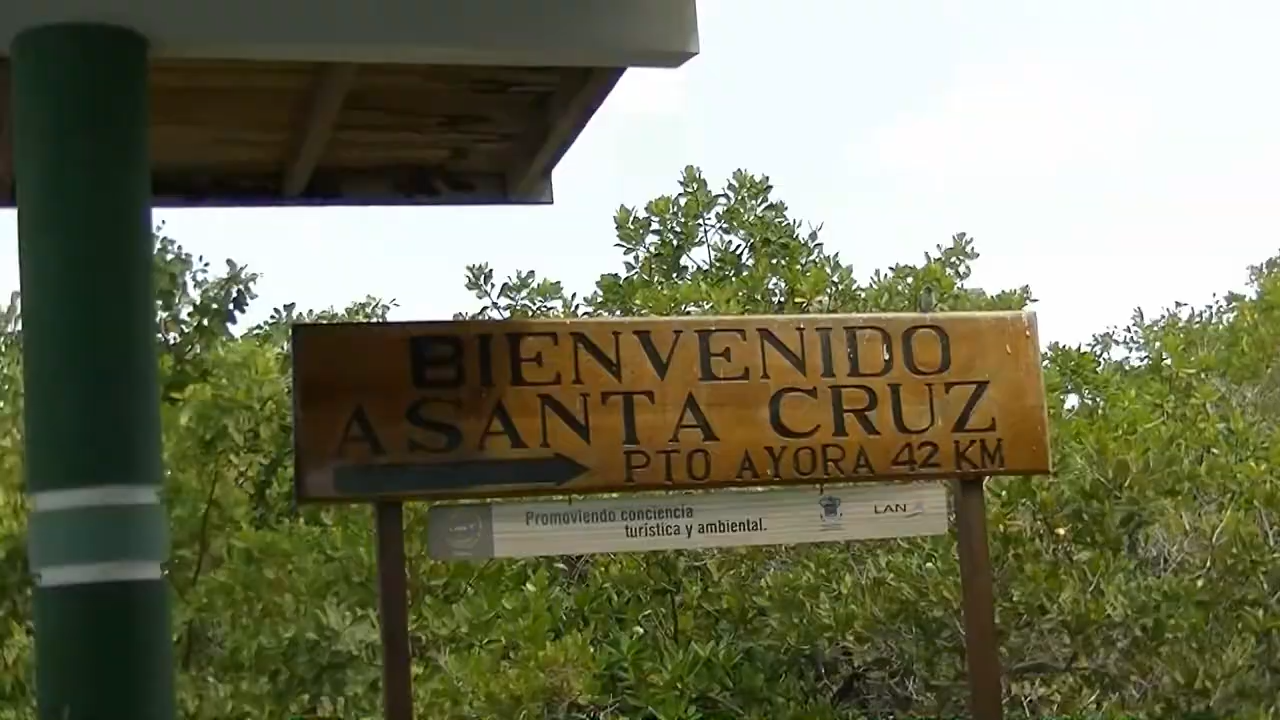 BIENVENIDO
A SANTA CRUZ
PTO AYORA 42 KM
Promoviendo conciencia
turística y ambiental.
LAN